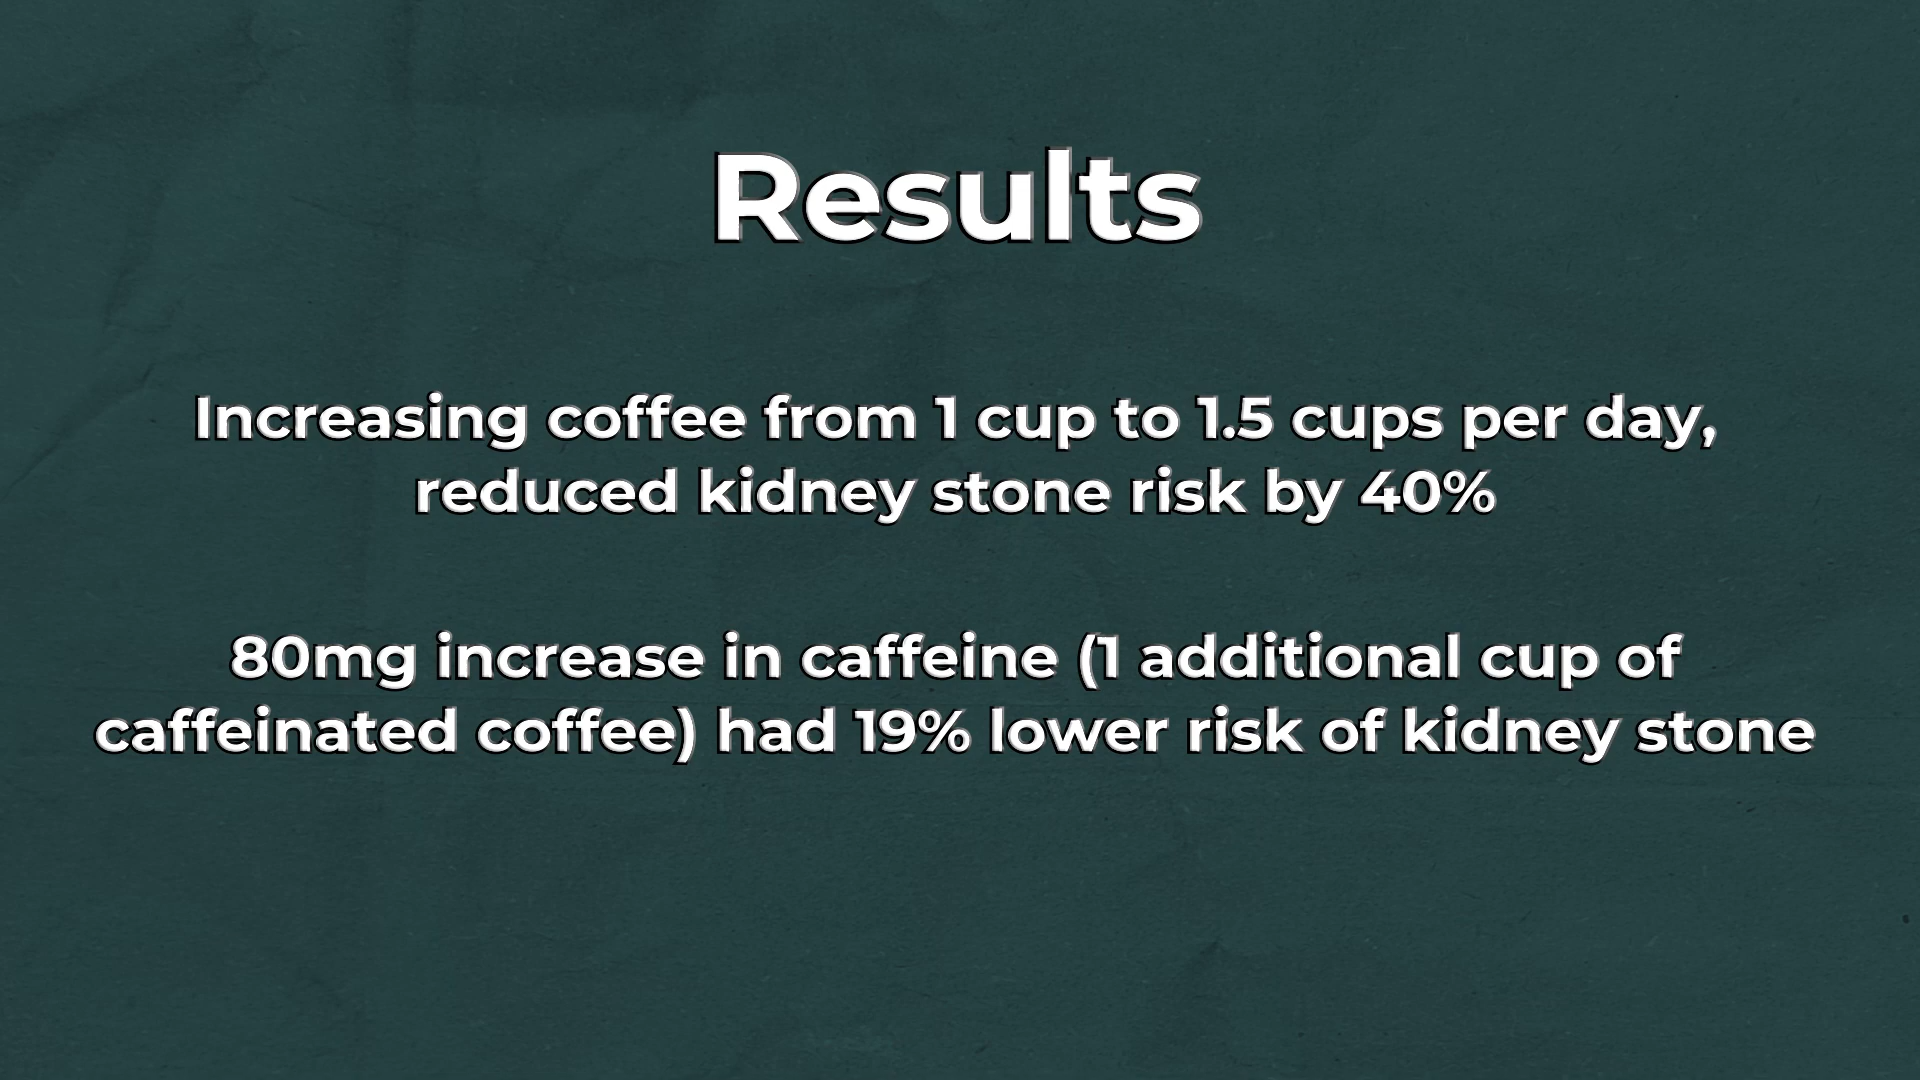 Results
Increasing coffee from 1 cup to 1.5 cups per day,
reduced kidney stone risk by 40%
80mg increase in caffeine (1 additional cup of
caffeinated coffee) had 19% lower risk of kidney stone